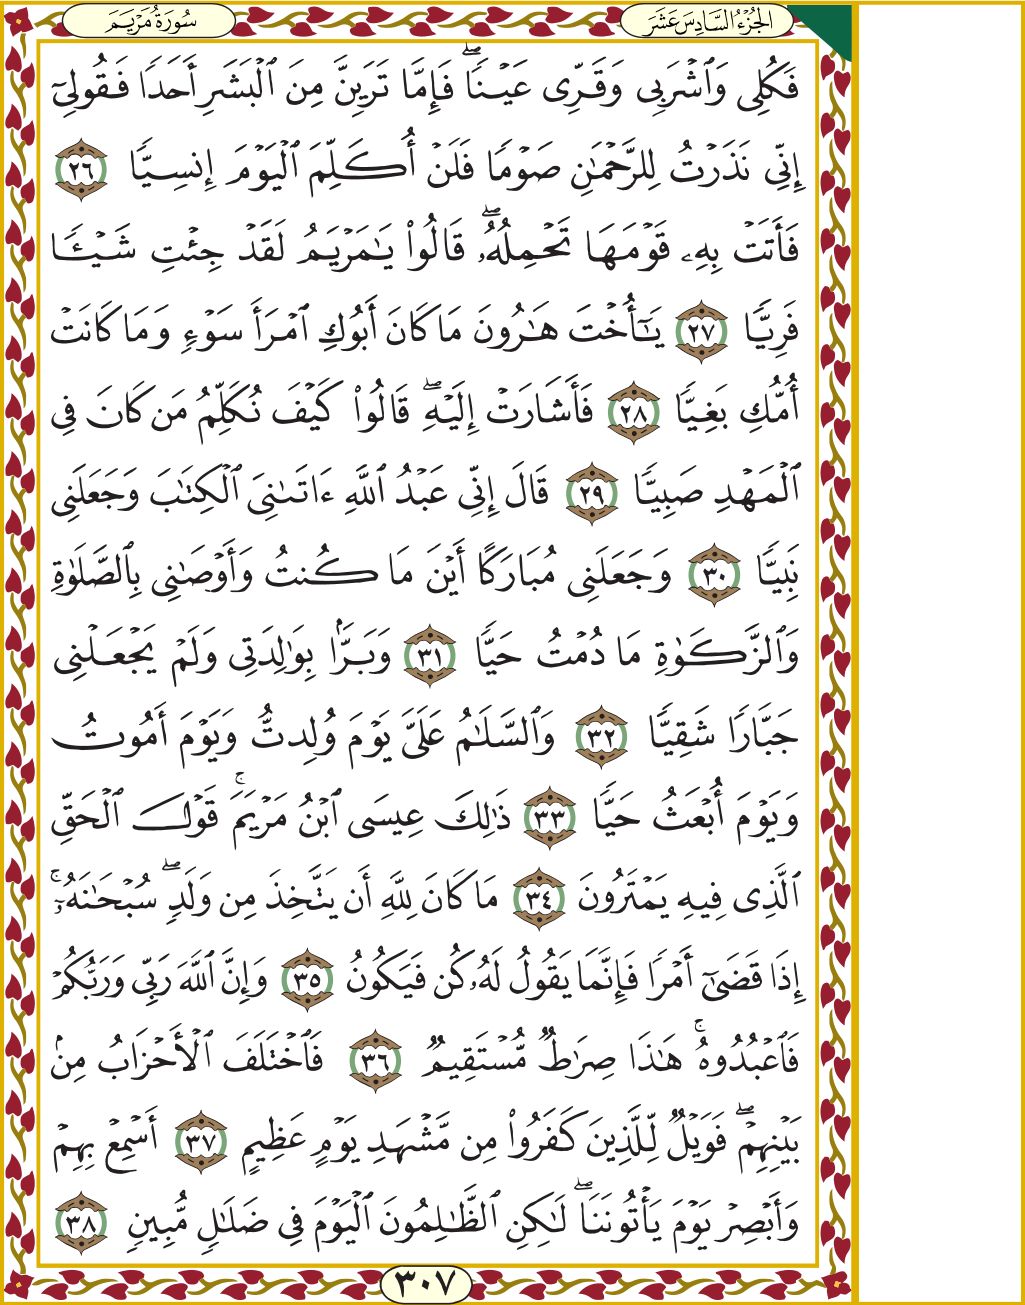 سُورَةُ مَرْيَمَ
الجُزْءُ السَّادِسَ عَشَرَ
فَكُلِى وَٱشْرَبِى وَقَرِّى عَيْنًاۖ فَإِمَّا تَرَيِنَّ مِنَ ٱلْبَشَرِ أَحَدًا فَقُولِىٓ
إِنِّى نَذَرْتُ لِلرَّحْمَٰنِ صَوْمًا فَلَنْ أُكَلِّمَ ٱلْيَوْمَ إِنسِيًّا ٢٦
فَأَتَتْ بِهِۦ قَوْمَهَا تَحْمِلُهُۥۖ قَالُوا۟ يَٰمَرْيَمُ لَقَدْ جِئْتِ شَيْـًٔا
فَرِيًّا ٢٧ يَٰٓأُخْتَ هَٰرُونَ مَا كَانَ أَبُوكِ ٱمْرَأَ سَوْءٍ وَمَا كَانَتْ
أُمُّكِ بَغِيًّا ٢٨ فَأَشَارَتْ إِلَيْهِۖ قَالُوا۟ كَيْفَ نُكَلِّمُ مَن كَانَ فِى
ٱلْمَهْدِ صَبِيًّا ٢٩ قَالَ إِنِّى عَبْدُ ٱللَّهِ ءَاتَىٰنِىَ ٱلْكِتَٰبَ وَجَعَلَنِى
نَبِيًّا ٣٠ وَجَعَلَنِى مُبَارَكًا أَيْنَ مَا كُنتُ وَأَوْصَٰنِى بِٱلصَّلَوٰةِ
وَٱلزَّكَوٰةِ مَا دُمْتُ حَيًّا ٣١ وَبَرًّۢا بِوَٰلِدَتِى وَلَمْ يَجْعَلْنِى
جَبَّارًا شَقِيًّا ٣٢ وَٱلسَّلَٰمُ عَلَىَّ يَوْمَ وُلِدتُّ وَيَوْمَ أَمُوتُ
وَيَوْمَ أُبْعَثُ حَيًّا ٣٣ ذَٰلِكَ عِيسَى ٱبْنُ مَرْيَمَۚ قَوْلَ ٱلْحَقِّ
ٱلَّذِى فِيهِ يَمْتَرُونَ ٣٤ مَا كَانَ لِلَّهِ أَن يَتَّخِذَ مِن وَلَدٍۖ سُبْحَٰنَهُۥٓۚ
إِذَا قَضَىٰٓ أَمْرًا فَإِنَّمَا يَقُولُ لَهُۥ كُن فَيَكُونُ ٣٥ وَإِنَّ ٱللَّهَ رَبِّى وَرَبُّكُمْ
فَٱعْبُدُوهُۚ هَٰذَا صِرَٰطٌ مُّسْتَقِيمٌ ٣٦ فَٱخْتَلَفَ ٱلْأَحْزَابُ مِنۢ
بَيْنِهِمْۖ فَوَيْلٌ لِّلَّذِينَ كَفَرُوا۟ مِن مَّشْهَدِ يَوْمٍ عَظِيمٍ ٣٧ أَسْمِعْ بِهِمْ
وَأَبْصِرْ يَوْمَ يَأْتُونَنَاۖ لَٰكِنِ ٱلظَّٰلِمُونَ ٱلْيَوْمَ فِى ضَلَٰلٍ مُّبِينٍ ٣٨
٣٠٧